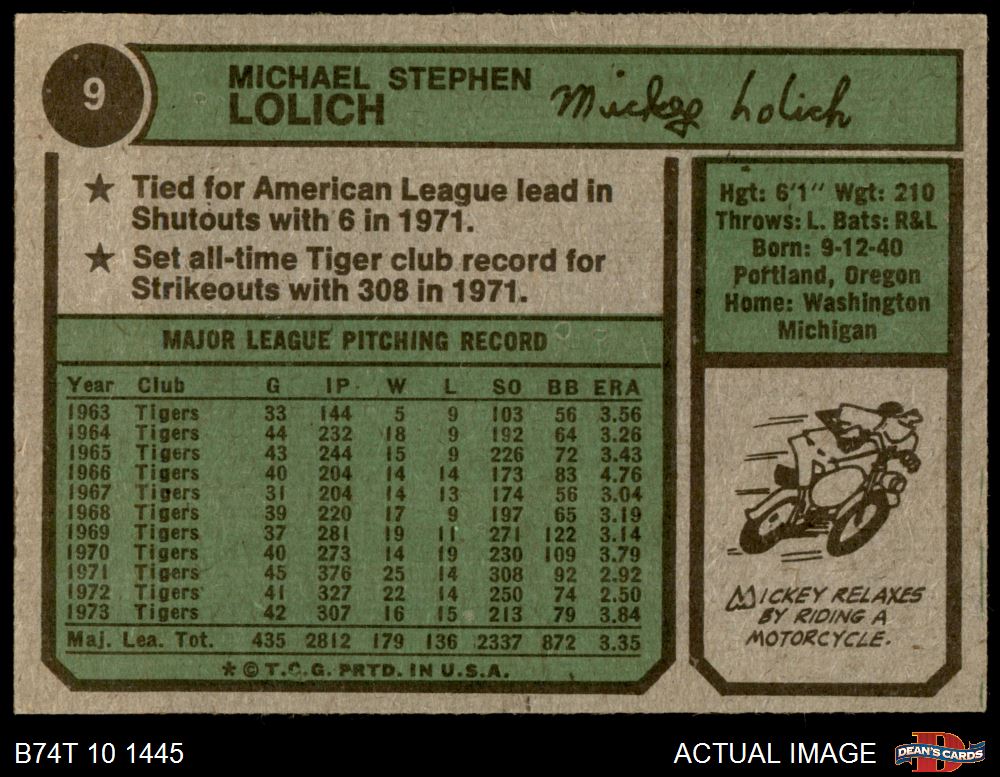 9
MICHAEL STEPHEN
LOLICH
Mickey Lolich
★ Tied for American League lead in
Shutouts with 6 in 1971.
★ Set all-time Tiger club record for
Strikeouts with 308 in 1971.
MAJOR LEAGUE PITCHING RECORD
Year Club G IP W L SO BB ERA
1963 Tigers 33 144 5 9 103 56 3.56
1964 Tigers 44 232 18 9 192 64 3.26
1965 Tigers 43 244 15 9 226 72 3.43
1966 Tigers 40 204 14 14 173 83 4.76
1967 Tigers 31 204 14 13 174 56 3.04
1968 Tigers 39 220 17 9 197 65 3.19
1969 Tigers 37 281 19 11 271 122 3.14
1970 Tigers 40 273 14 19 230 109 3.79
1971 Tigers 45 376 25 14 308 92 2.92
1972 Tigers 41 327 22 14 250 74 2.50
1973 Tigers 42 307 16 15 213 79 3.84
Maj. Lea. Tot. 435 2812 179 136 2337 872 3.35
★ © T.C.G. PRTD. IN U.S.A.
Hgt: 6'1" Wgt: 210
Throws: L. Bats: R&L
Born: 9-12-40
Portland, Oregon
Home: Washington
Michigan
MICKEY RELAXES
BY RIDING A
MOTORCYCLE.
B74T 10 1445
ACTUAL IMAGE
D
DEAN'S CARDS